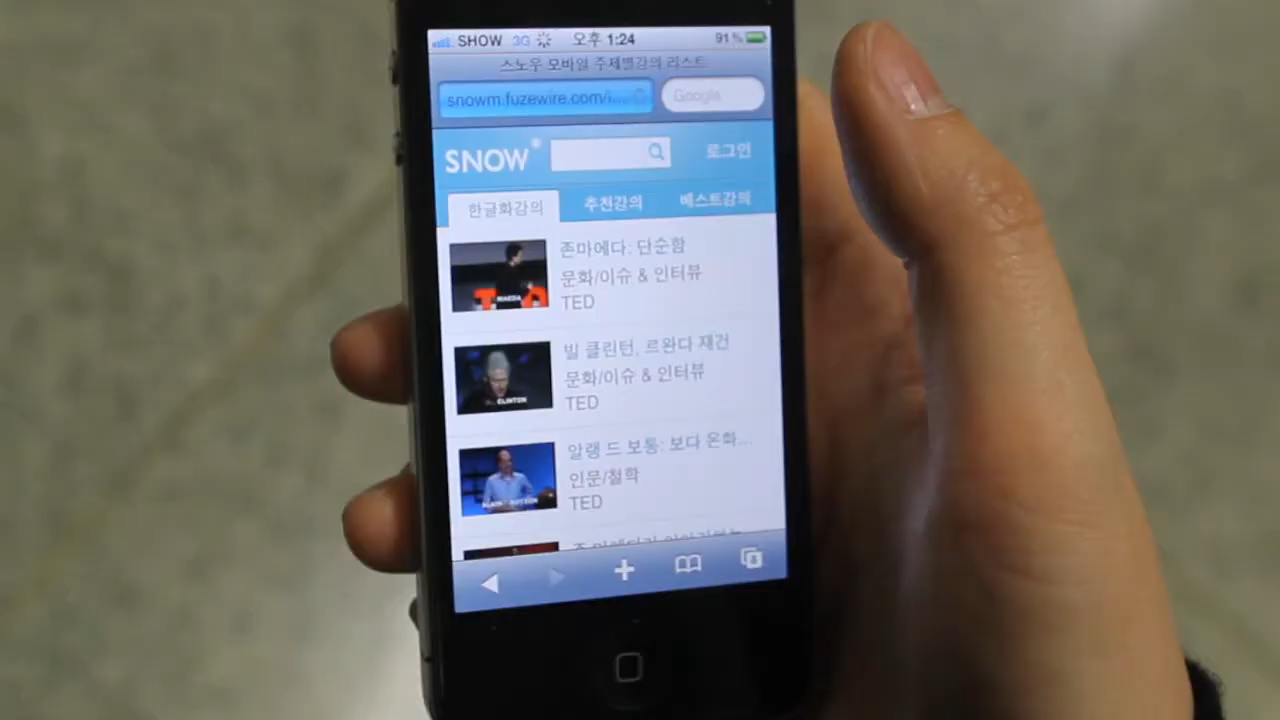 SHOW 3G 오후 1:24 91%
스노우 모바일 주제별강의 리스트
snowm.fuzewire.com/i... Google
SNOW 로그인
한글화강의 추천강의 베스트강의
존마에다: 단순함
문화/이슈 & 인터뷰
TED
MAEDA
빌 클린턴, 르완다 재건
문화/이슈 & 인터뷰
TED
CLINTON
알랭 드 보통: 보다 온화...
인문/철학
TED